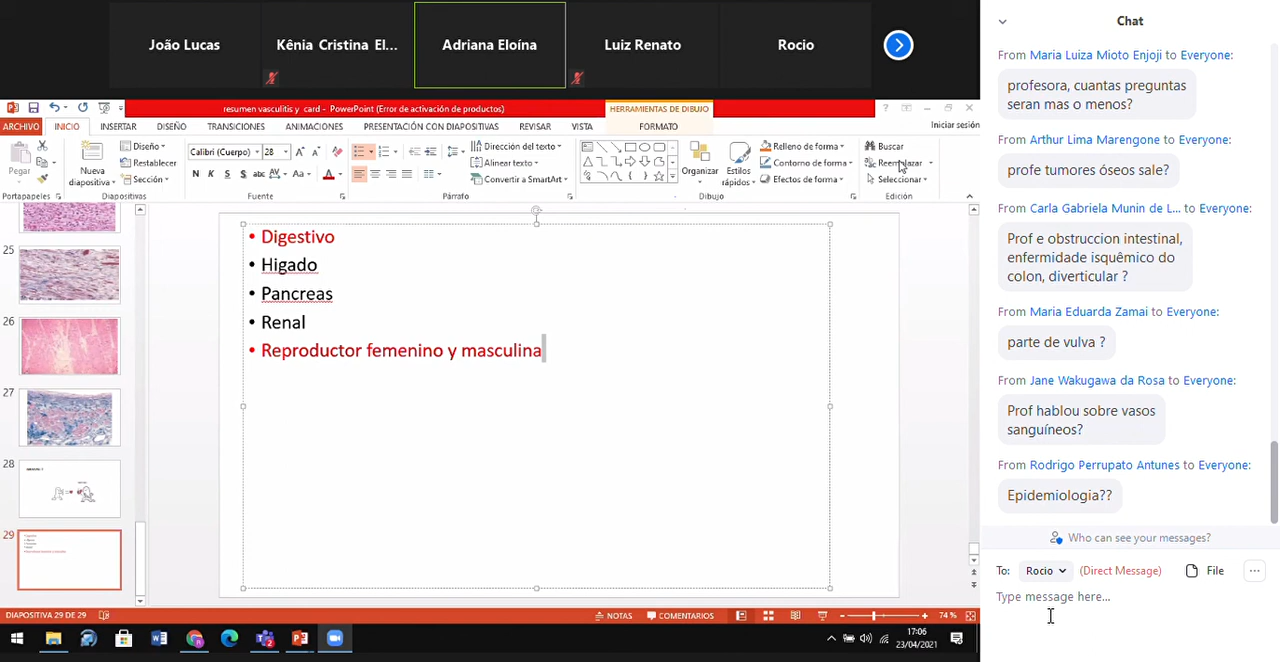 João Lucas
Kênia Cristina El...
Adriana Eloína
Luiz Renato
Rocio
resumen vasculitis y card - PowerPoint (Error de activación de productos)
HERRAMIENTAS DE DIBUJO
ARCHIVO
INICIO
INSERTAR
DISEÑO
TRANSICIONES
ANIMACIONES
PRESENTACIÓN CON DIAPOSITIVAS
REVISAR
VISTA
FORMATO
Iniciar sesión
Pegar
Nueva
diapositiva
Diseño
Restablecer
Sección
Calibri (Cuerpo)
28
N K S S abc AV Aa A
Dirección del texto
Alinear texto
Convertir a SmartArt
Organizar
Estilos
rápidos
Relleno de forma
Contorno de forma
Efectos de forma
Buscar
Reemplazar
Seleccionar
Portapapeles
Diapositivas
Fuente
Párrafo
Dibujo
Edición
25
26
27
28
29
• Digestivo
• Higado
• Pancreas
• Renal
• Reproductor femenino y masculina
DIAPOSITIVA 29 DE 29
NOTAS
COMENTARIOS
74 %
17:06
23/04/2021
Chat
From Maria Luiza Mioto Enjoji to Everyone:
profesora, cuantas preguntas
seran mas o menos?
From Arthur Lima Marengone to Everyone:
profe tumores óseos sale?
From Carla Gabriela Munin de L... to Everyone:
Prof e obstruccion intestinal,
enfermidade isquêmico do
colon, diverticular ?
From Maria Eduarda Zamai to Everyone:
parte de vulva ?
From Jane Wakugawa da Rosa to Everyone:
Prof hablou sobre vasos
sanguíneos?
From Rodrigo Perrupato Antunes to Everyone:
Epidemiologia??
Who can see your messages?
To: Rocio (Direct Message) File ...
Type message here...